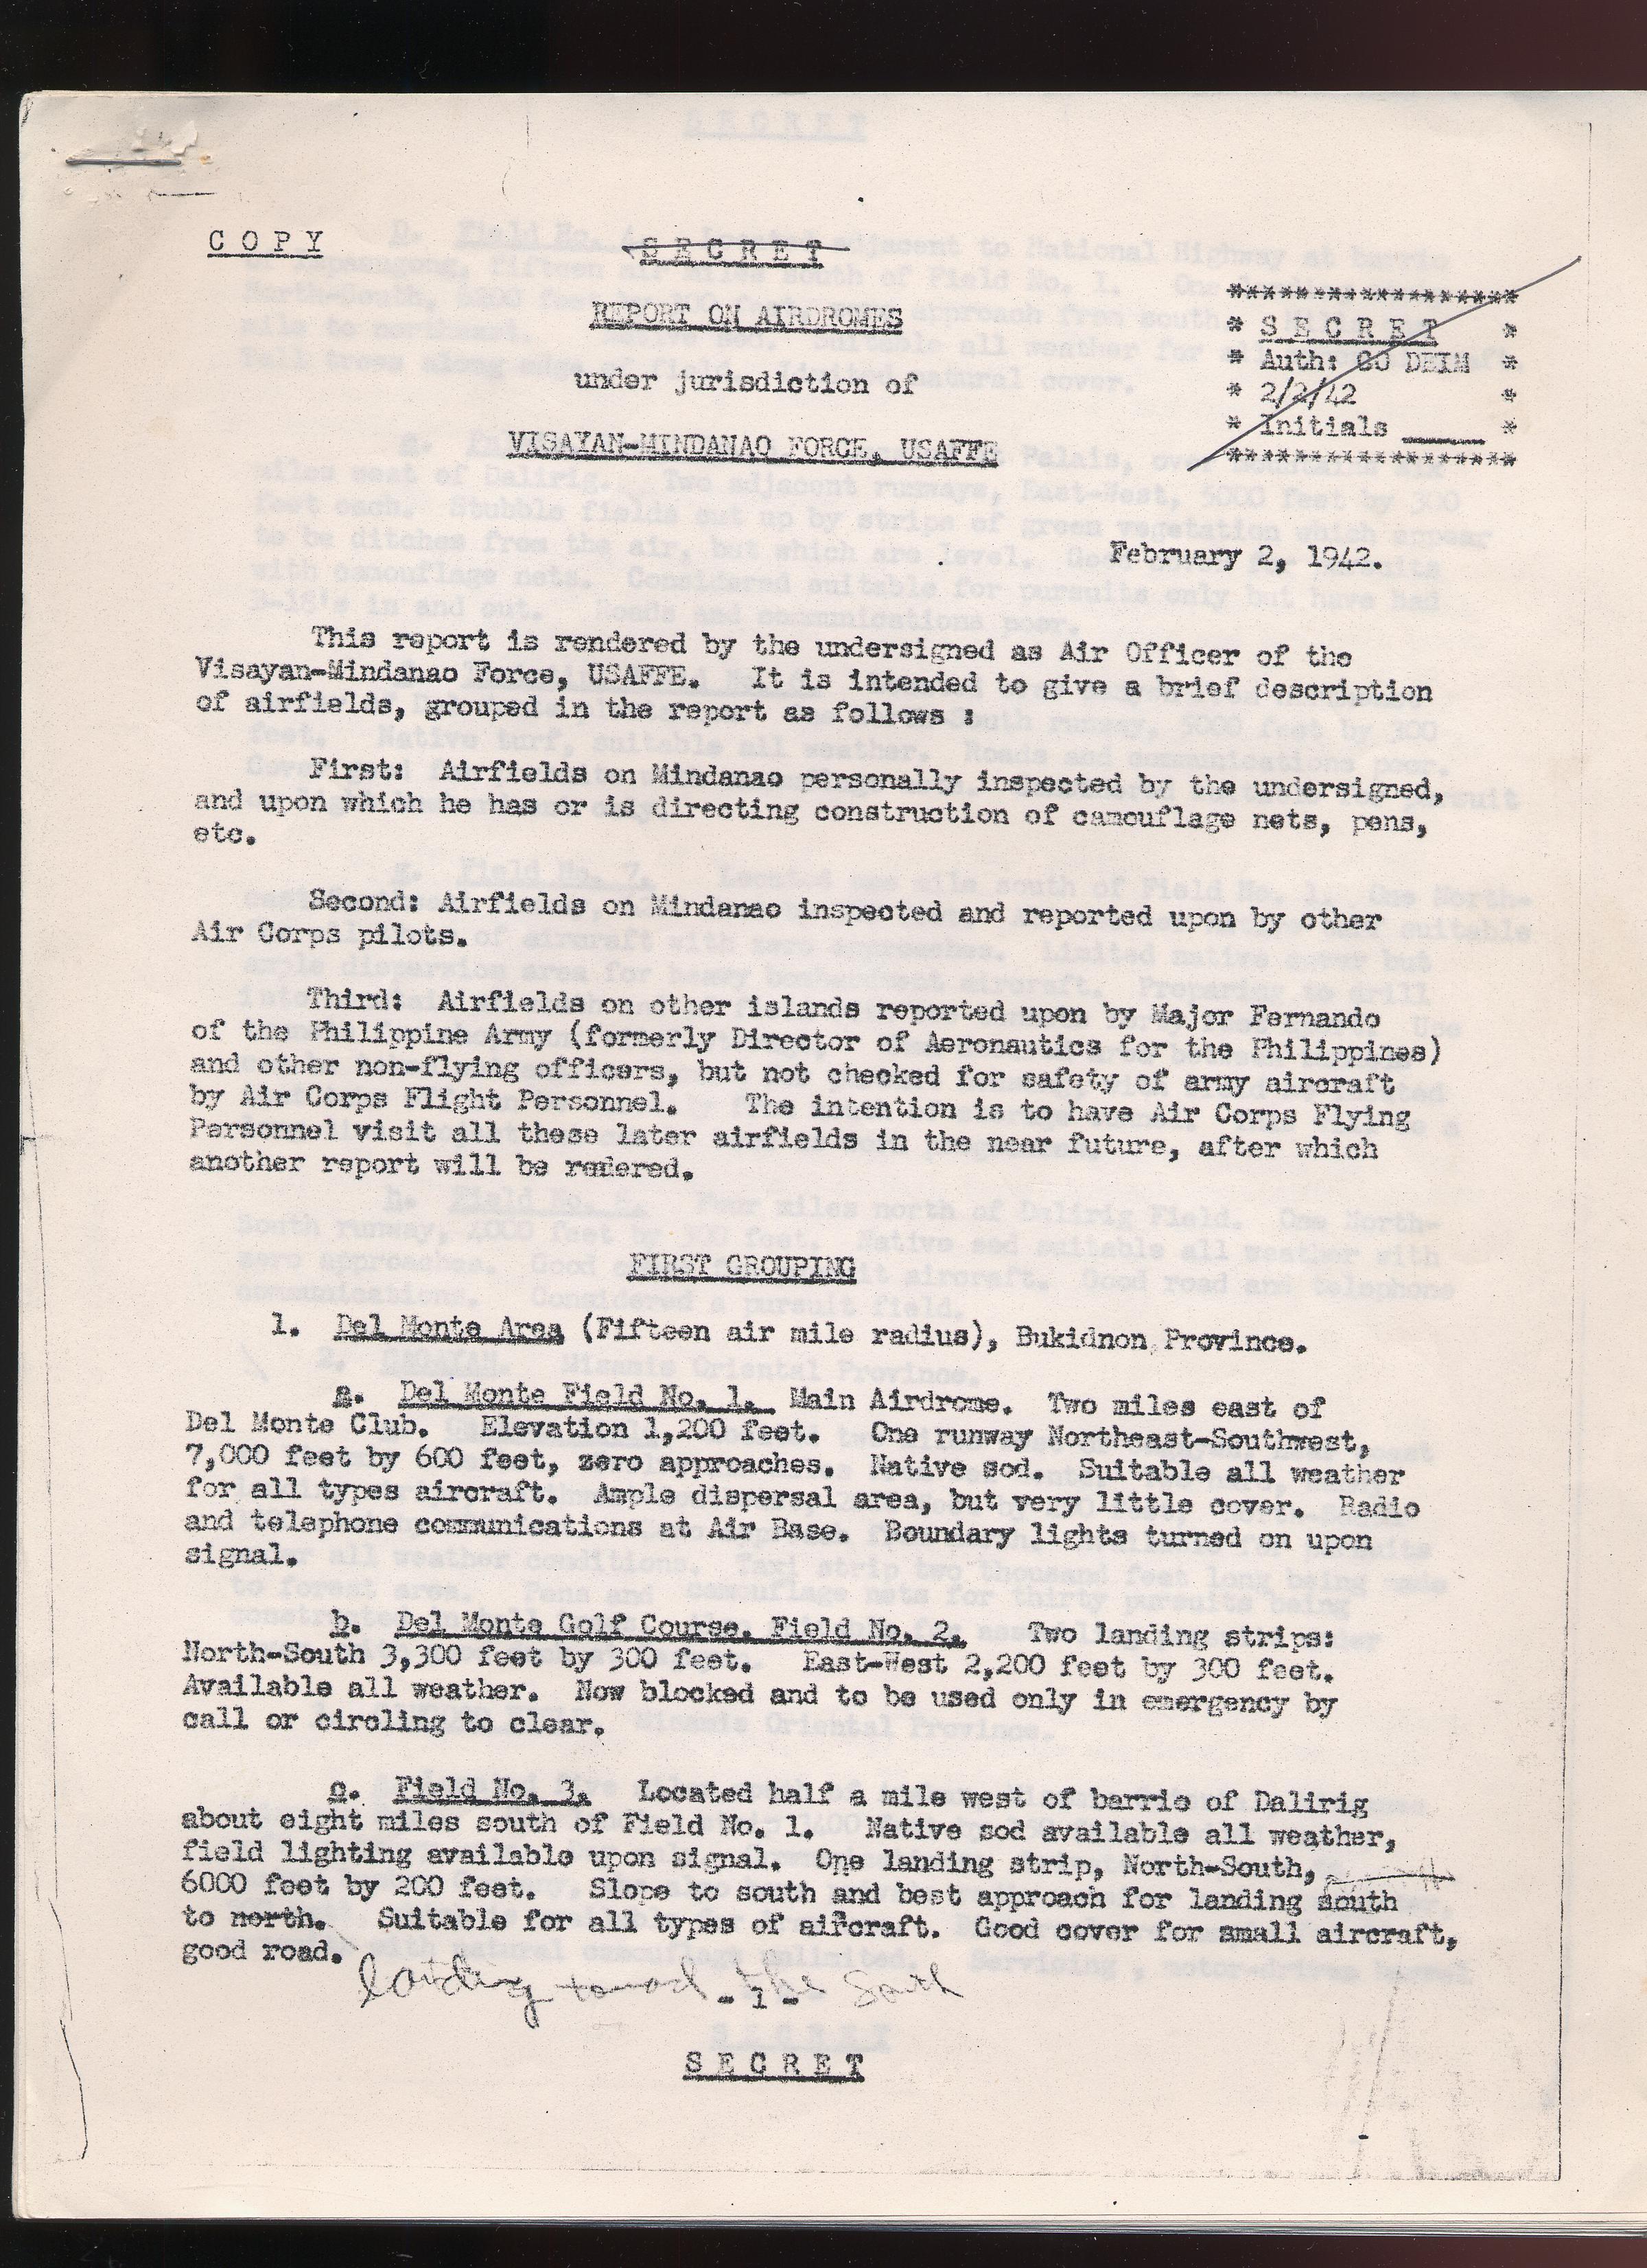 C O P Y
S E C R E T
REPORT ON AIRDROMES
under jurisdiction of
VISAYAN-MINDANAO FORCE, USAFFE
******************
* S E C R E T *
* Auth: CO DEIM *
* 2/2/42 *
* Initials ______ *
******************
February 2, 1942.
This report is rendered by the undersigned as Air Officer of the
Visayan-Mindanao Force, USAFFE. It is intended to give a brief description
of airfields, grouped in the report as follows :
First: Airfields on Mindanao personally inspected by the undersigned,
and upon which he has or is directing construction of camouflage nets, pens,
etc.
Second: Airfields on Mindanao inspected and reported upon by other
Air Corps pilots.
Third: Airfields on other islands reported upon by Major Fernando
of the Philippine Army (formerly Director of Aeronautics for the Philippines)
and other non-flying officers, but not checked for safety of army aircraft
by Air Corps Flight Personnel. The intention is to have Air Corps Flying
Personnel visit all these later airfields in the near future, after which
another report will be redered.
FIRST GROUPING
1. Del Monte Area (Fifteen air mile radius), Bukidnon Province.
a. Del Monte Field No. 1. Main Airdrome. Two miles east of
Del Monte Club. Elevation 1,200 feet. One runway Northeast-Southwest,
7,000 feet by 600 feet, zero approaches. Native sod. Suitable all weather
for all types aircraft. Ample dispersal area, but very little cover. Radio
and telephone communications at Air Base. Boundary lights turned on upon
signal.
b. Del Monte Golf Course. Field No. 2. Two landing strips:
North-South 3,300 feet by 300 feet. East-West 2,200 feet by 300 feet.
Available all weather. Now blocked and to be used only in emergency by
call or circling to clear.
c. Field No. 3. Located half a mile west of barrio of Dalirig
about eight miles south of Field No. 1. Native sod available all weather,
field lighting available upon signal. One landing strip, North-South,
6000 feet by 200 feet. Slope to south and best approach for landing south
to north. Suitable for all types of aircraft. Good cover for small aircraft,
good road.
landing toward the South
- 1 -
S E C R E T